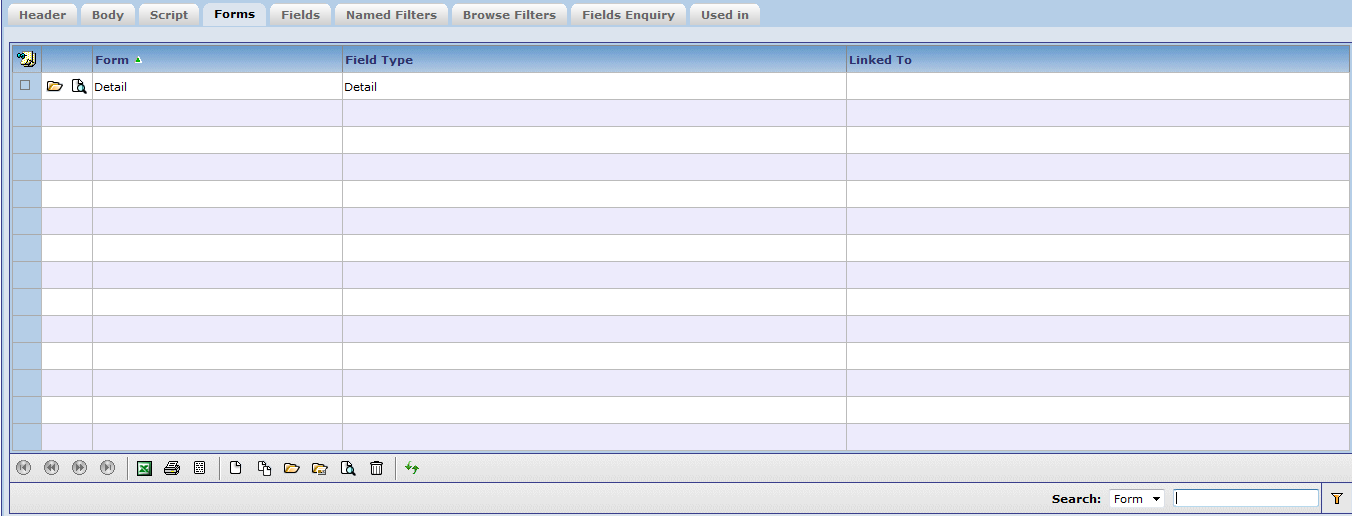 Header Body Script Forms Fields Named Filters Browse Filters Fields Enquiry Used in
Form Field Type Linked To
Detail Detail
Search: Form